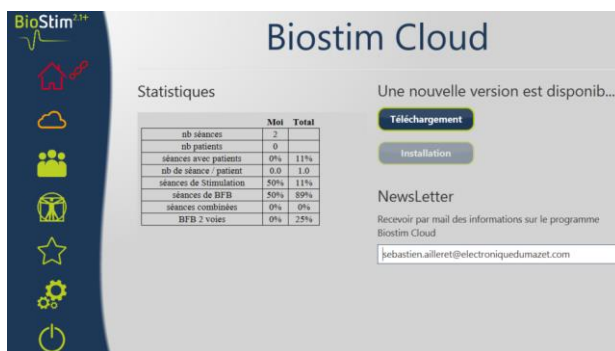 BioStim 2.1+
Biostim Cloud
Statistiques
Moi Total
nb séances 2
nb patients 0
séances avec patients 0% 11%
nb de séance / patient 0.0 1.0
séances de Stimulation 50% 11%
séances de BFB 50% 89%
séances combinées 0% 0%
BFB 2 voies 0% 25%
Une nouvelle version est disponib...
Téléchargement
Installation
NewsLetter
Recevoir par mail des informations sur le programme
Biostim Cloud
sebastien.ailleret@electroniquedumazet.com